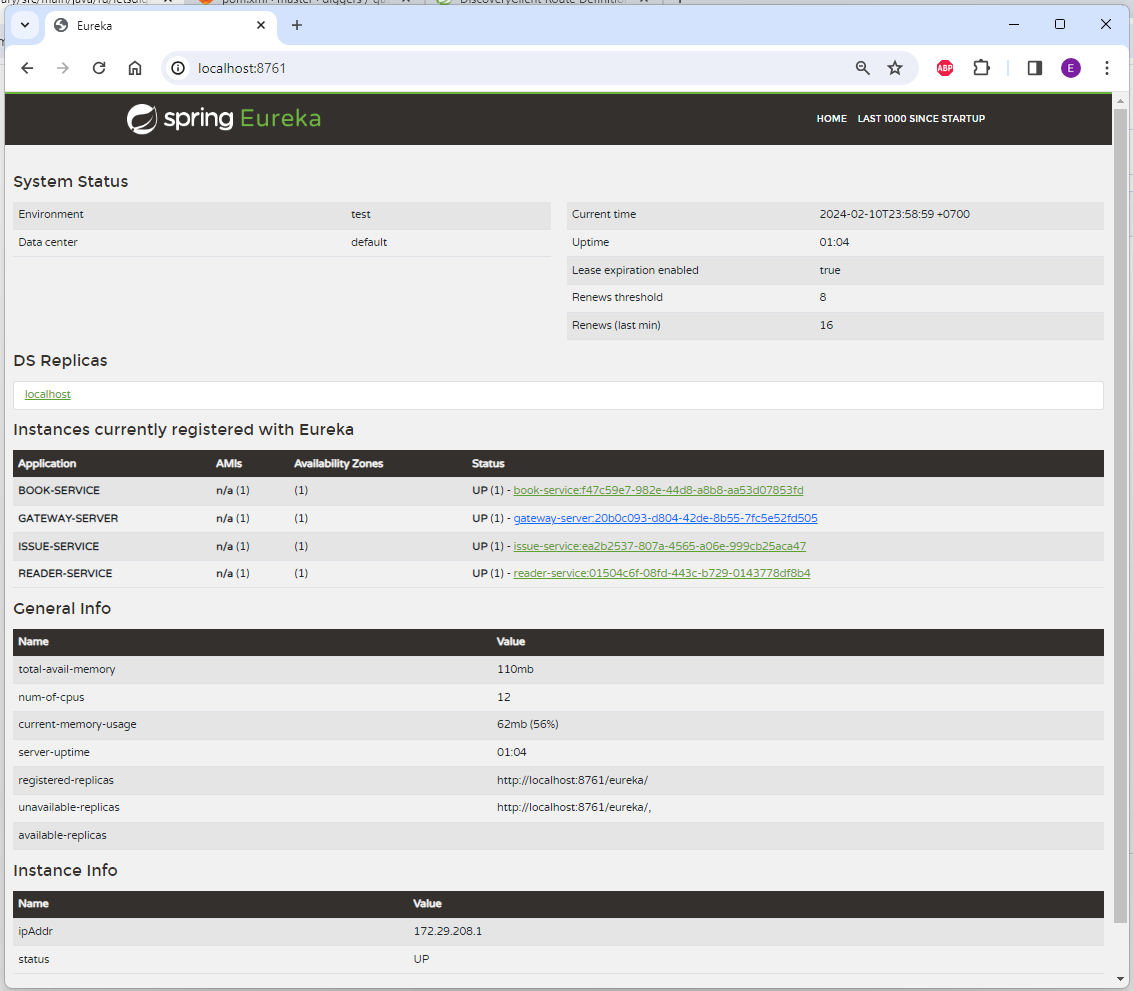 Eureka
localhost:8761
ABP
E
spring Eureka
HOME LAST 1000 SINCE STARTUP
System Status
Environment test
Data center default
Current time 2024-02-10T23:58:59 +0700
Uptime 01:04
Lease expiration enabled true
Renews threshold 8
Renews (last min) 16
DS Replicas
localhost
Instances currently registered with Eureka
Application AMIs Availability Zones Status
BOOK-SERVICE n/a (1) (1) UP (1) - book-service:f47c59e7-982e-44d8-a8b8-aa53d07853fd
GATEWAY-SERVER n/a (1) (1) UP (1) - gateway-server:20b0c093-d804-42de-8b55-7fc5e52fd505
ISSUE-SERVICE n/a (1) (1) UP (1) - issue-service:ea2b2537-807a-4565-a06e-999cb25aca47
READER-SERVICE n/a (1) (1) UP (1) - reader-service:01504c6f-08fd-443c-b729-0143778df8b4
General Info
Name Value
total-avail-memory 110mb
num-of-cpus 12
current-memory-usage 62mb (56%)
server-uptime 01:04
registered-replicas http://localhost:8761/eureka/
unavailable-replicas http://localhost:8761/eureka/,
available-replicas
Instance Info
Name Value
ipAddr 172.29.208.1
status UP